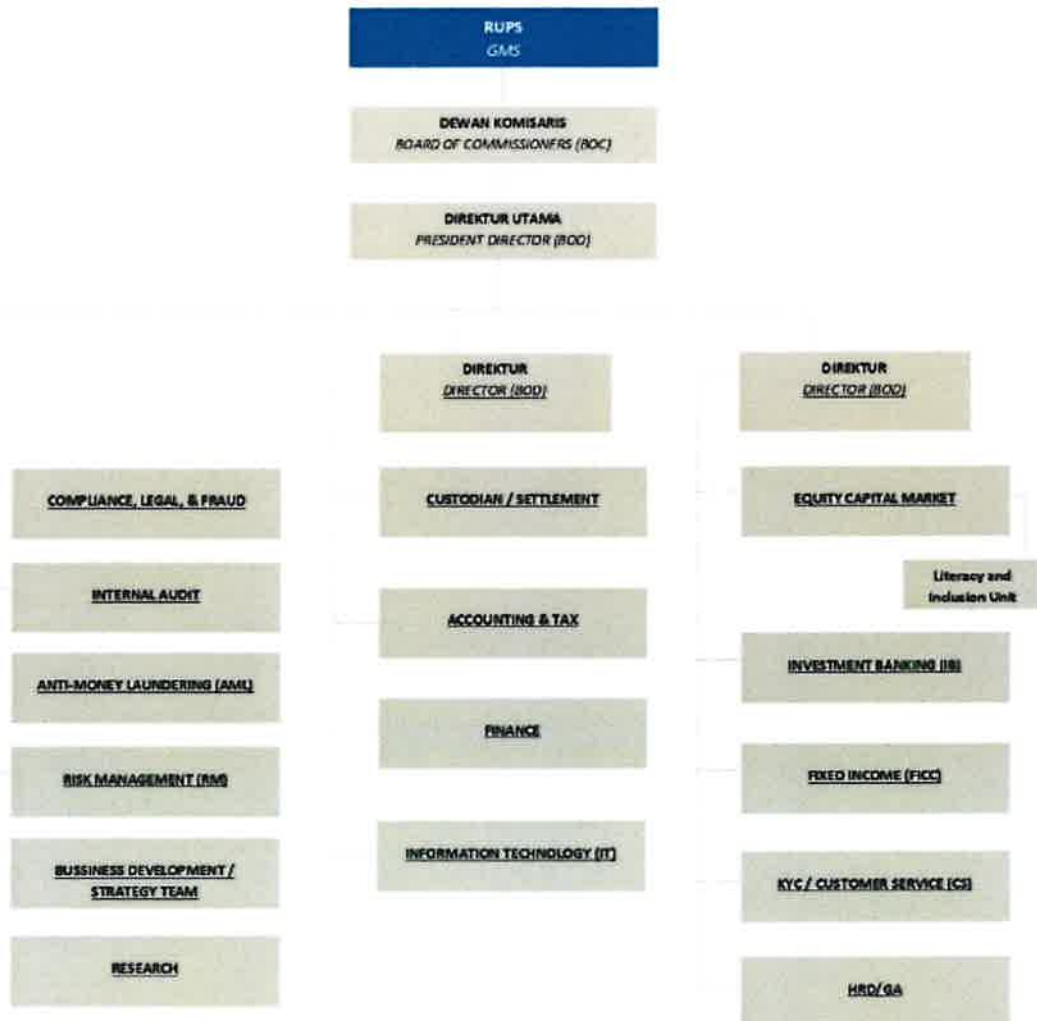 RUPS
GMS
DEWAN KOMISARIS
BOARD OF COMMISSIONERS (BOC)
DIREKTUR UTAMA
PRESIDENT DIRECTOR (BOD)
DIREKTUR
DIRECTOR (BOD)
DIREKTUR
DIRECTOR (BOD)
COMPLIANCE, LEGAL, & FRAUD
CUSTODIAN / SETTLEMENT
EQUITY CAPITAL MARKET
INTERNAL AUDIT
Literacy and
Inclusion Unit
ACCOUNTING & TAX
ANTI-MONEY LAUNDERING (AML)
INVESTMENT BANKING (IB)
FINANCE
RISK MANAGEMENT (RM)
FIXED INCOME (FICC)
BUSSINESS DEVELOPMENT /
STRATEGY TEAM
INFORMATION TECHNOLOGY (IT)
KYC / CUSTOMER SERVICE (CS)
RESEARCH
HRD/GA